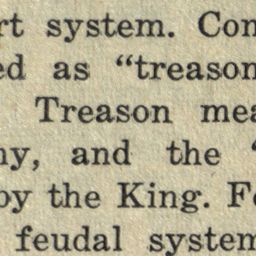 rt system. Con
ed as “treason
Treason mea
ny, and the “
by the King. Fe
feudal system